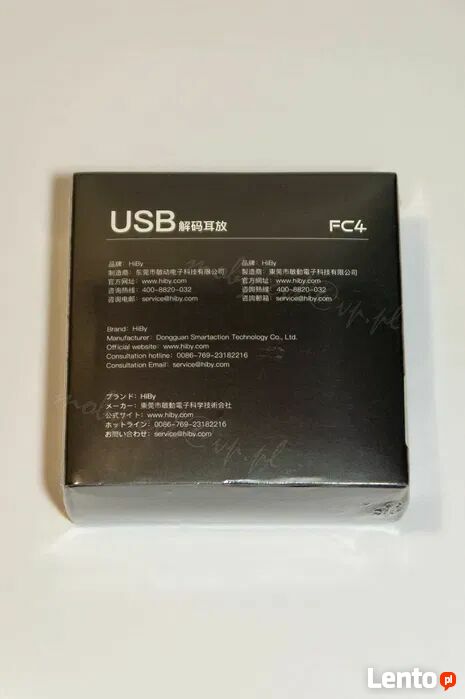 USB 解码耳放
FC4
品牌: HiBy
制造商: 东莞市敏动电子科技有限公司
官方网址: www.hiby.com
咨询热线: 400-8820-032
咨询电邮: service@hiby.com
品牌: HiBy
製造商: 東莞市敏動電子科技有限公司
官方網址: www.hiby.com
咨詢熱線: 400-8820-032
咨詢郵箱: service@hiby.com
Brand: HiBy
Manufacturer: Dongguan Smartaction Technology Co., Ltd.
Official website: www.hiby.com
Consultation hotline: 0086-769-23182216
Consultation Email: service@hiby.com
ブランド: HiBy
メーカー: 東莞市敏動電子科学技術会社
公式サイト: www.hiby.com
ホットライン: 0086-769-23182216
お問い合わせ: service@hiby.com
Lento pl